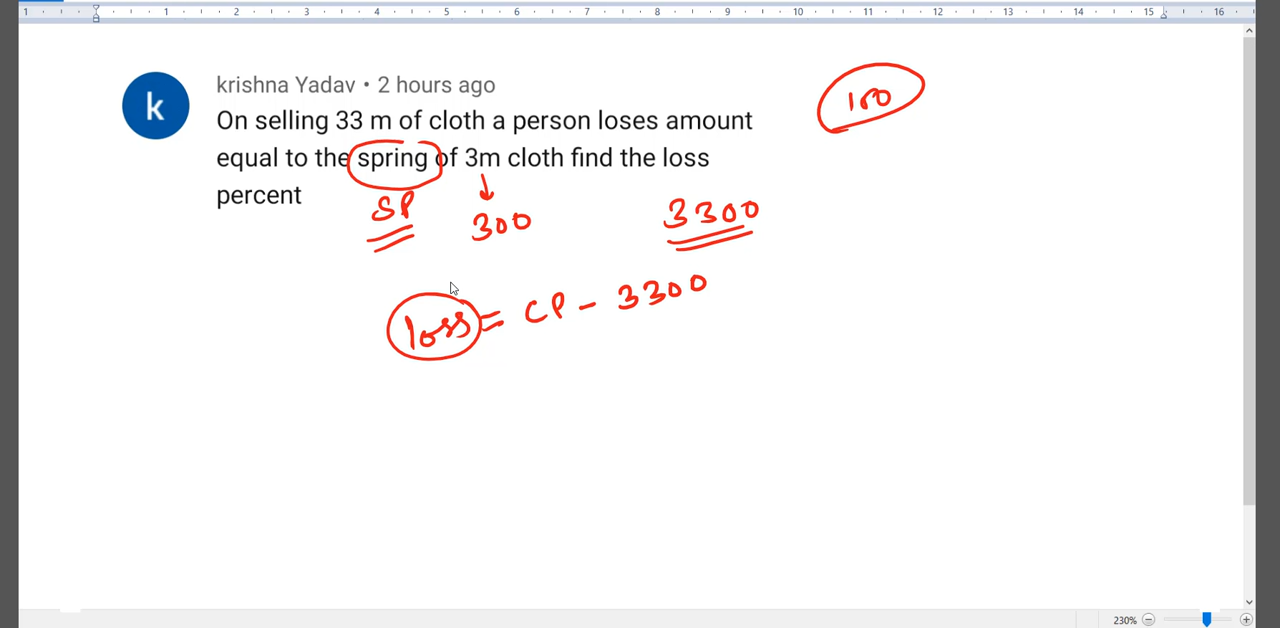 1 1 2 3 4 5 6 7 8 9 10 11 12 13 14 15 16
krishna Yadav • 2 hours ago
100
On selling 33 m of cloth a person loses amount
equal to the spring of 3m cloth find the loss
percent
SP
300
3300
loss = CP - 3300
k
230%